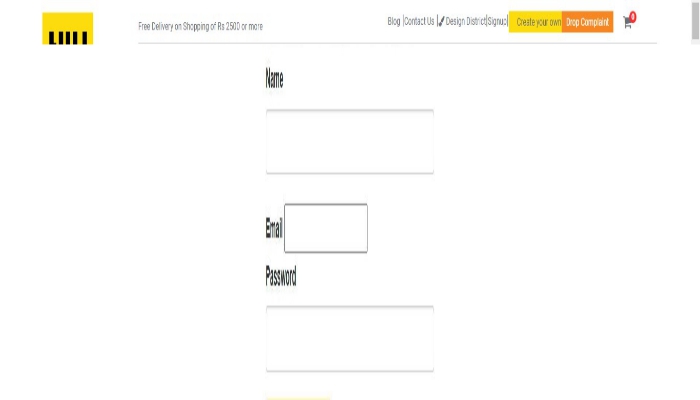 Free Delivery on Shopping of Rs 2500 or more
Blog |Contact Us | Design District|Signup|
Create your own
Drop Complaint
0
Name
Email
Password